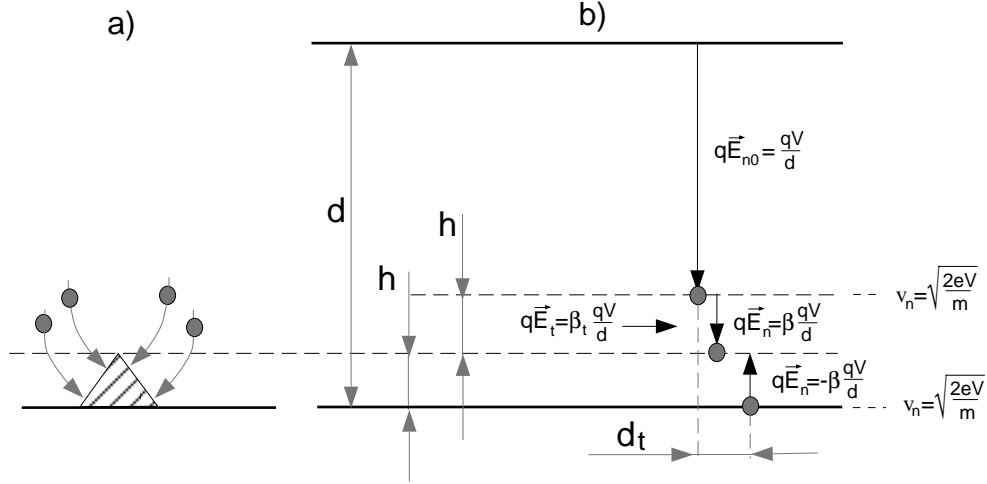 a)
b)
qE⃗n0=qV/d
d
h
h
vn=√2eV/m
qE⃗t=βt qV/d
qE⃗n=β qV/d
qE⃗n=-β qV/d
vn=√2eV/m
dt